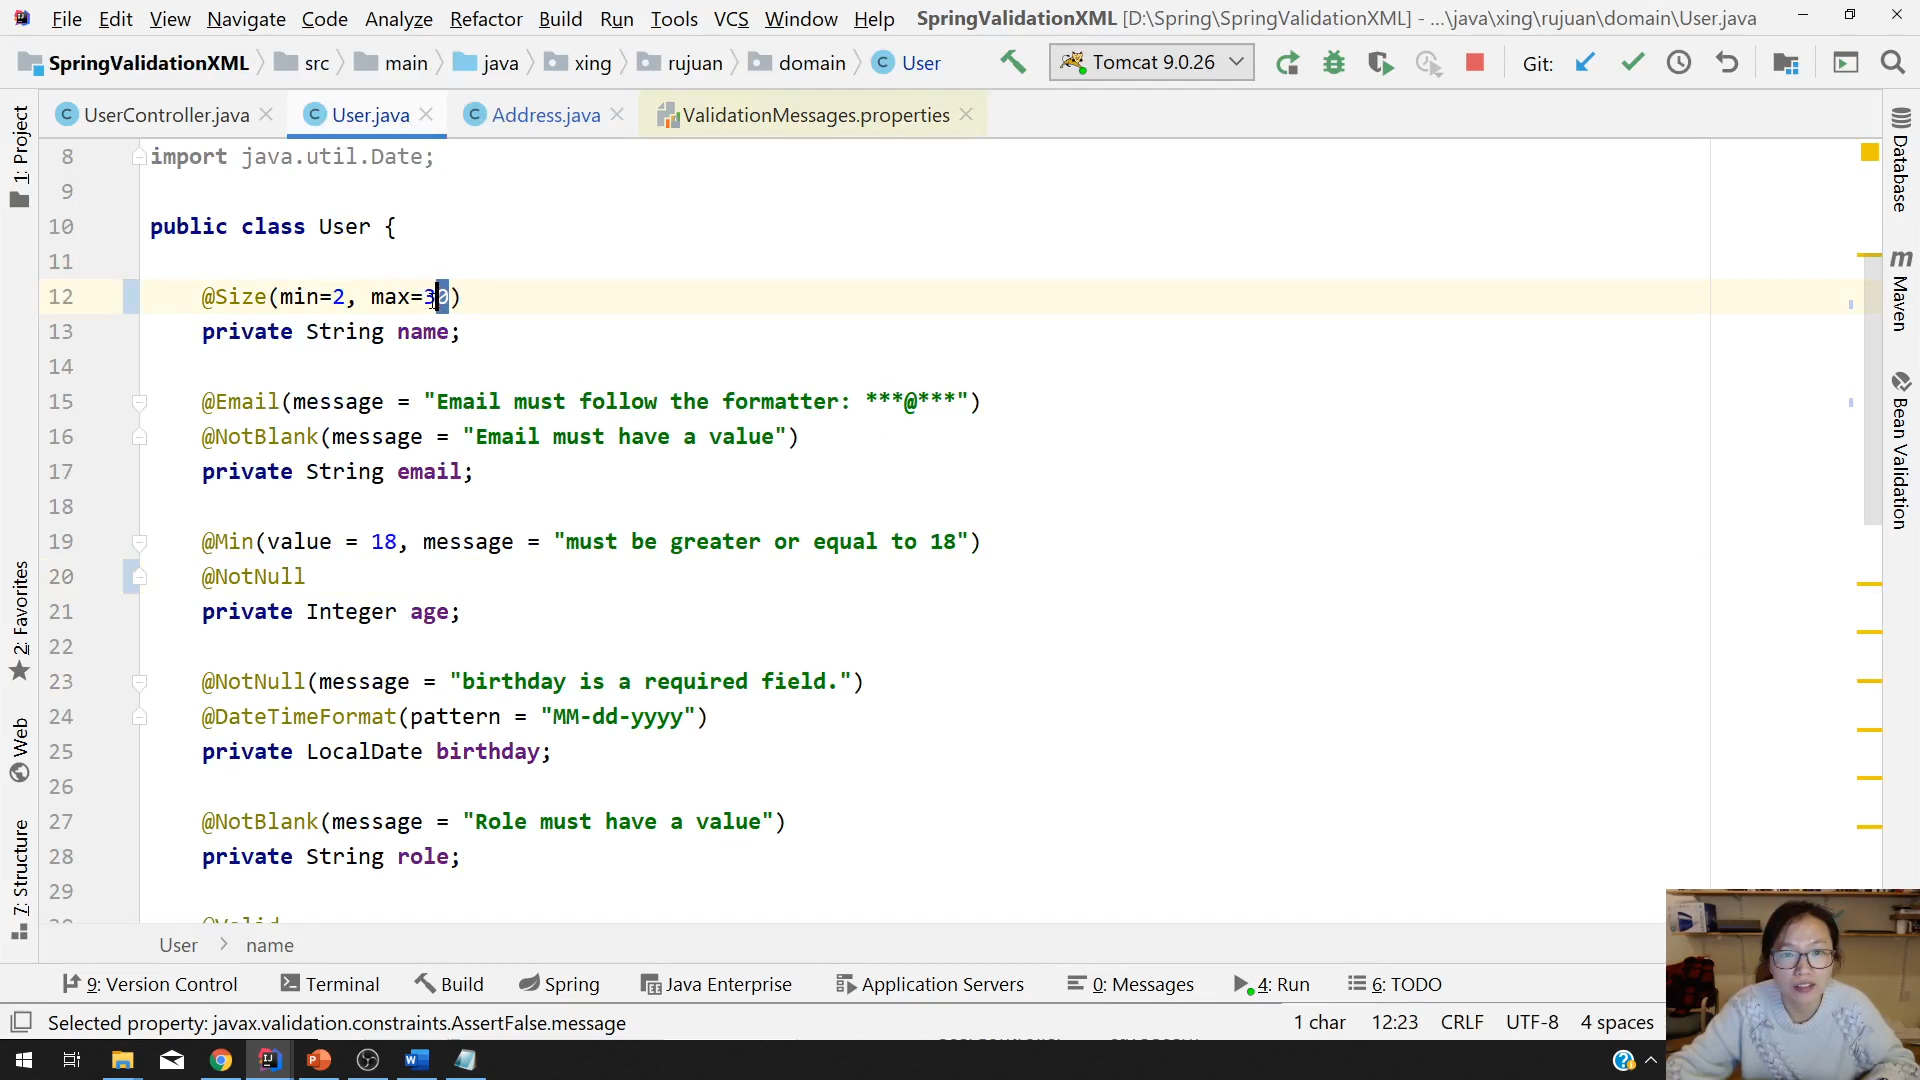 File Edit View Navigate Code Analyze Refactor Build Run Tools VCS Window Help SpringValidationXML [D:\Spring\SpringValidationXML] - ...\java\xing\rujuan\domain\User.java
SpringValidationXML src main java xing rujuan domain User Tomcat 9.0.26 Git:
UserController.java User.java Address.java ValidationMessages.properties
1: Project
2: Favorites
Web
7: Structure
Database
Maven
Bean Validation
8 import java.util.Date;
9
10 public class User {
11
12 @Size(min=2, max=30)
13 private String name;
14
15 @Email(message = "Email must follow the formatter: ***@***")
16 @NotBlank(message = "Email must have a value")
17 private String email;
18
19 @Min(value = 18, message = "must be greater or equal to 18")
20 @NotNull
21 private Integer age;
22
23 @NotNull(message = "birthday is a required field.")
24 @DateTimeFormat(pattern = "MM-dd-yyyy")
25 private LocalDate birthday;
26
27 @NotBlank(message = "Role must have a value")
28 private String role;
29
@Valid
User name
9: Version Control Terminal Build Spring Java Enterprise Application Servers 0: Messages 4: Run 6: TODO
Selected property: javax.validation.constraints.AssertFalse.message 1 char 12:23 CRLF UTF-8 4 spaces